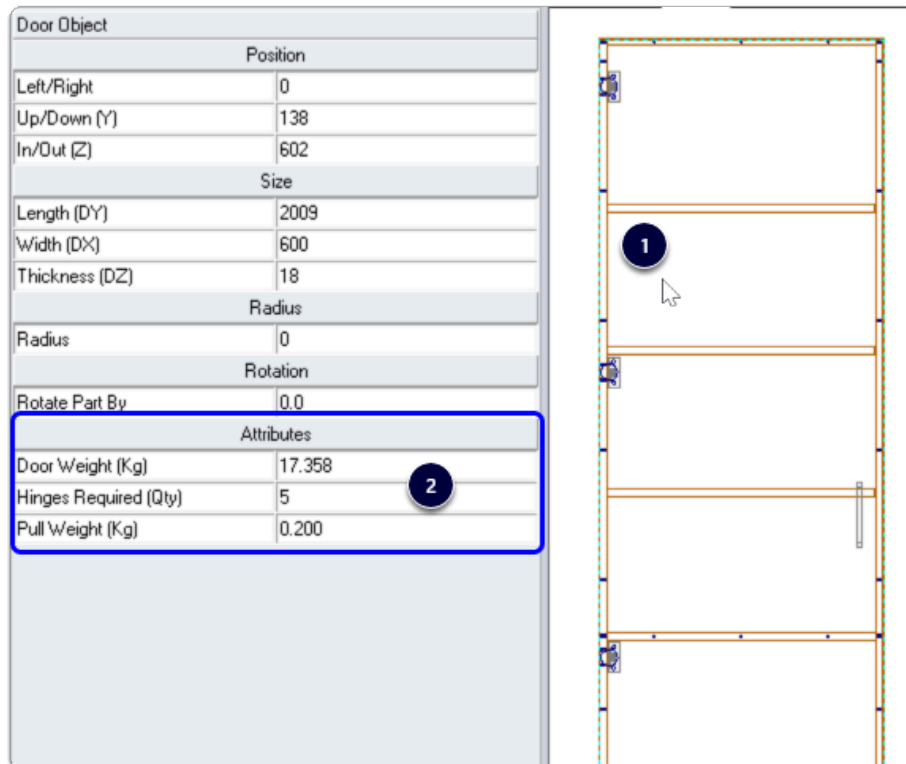 Door Object
Position
Left/Right 0
Up/Down (Y) 138
In/Out (Z) 602
Size
Length (DY) 2009
Width (DX) 600
Thickness (DZ) 18
Radius
Radius 0
Rotation
Rotate Part By 0.0
Attributes
Door Weight (Kg) 17.358
Hinges Required (Qty) 5
Pull Weight (Kg) 0.200
1
2